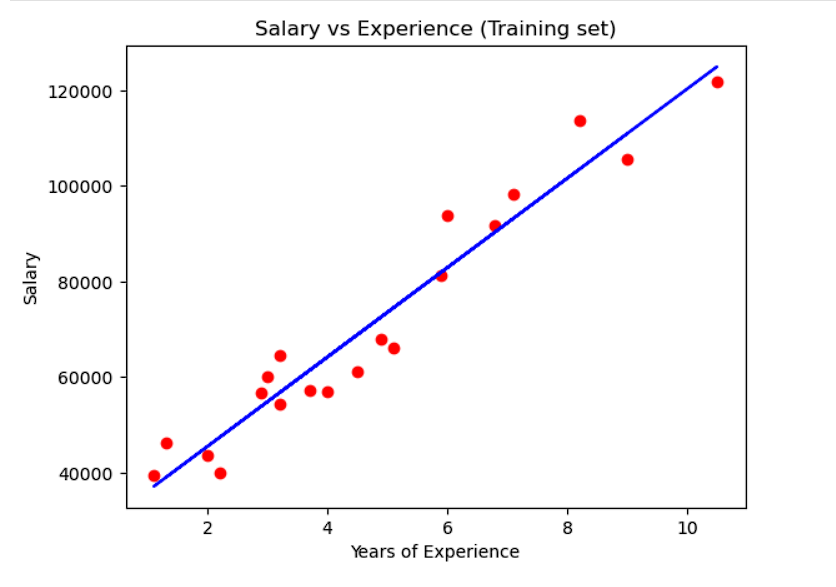 Salary vs Experience (Training set)
120000
100000
80000
60000
40000
Salary
2 4 6 8 10
Years of Experience